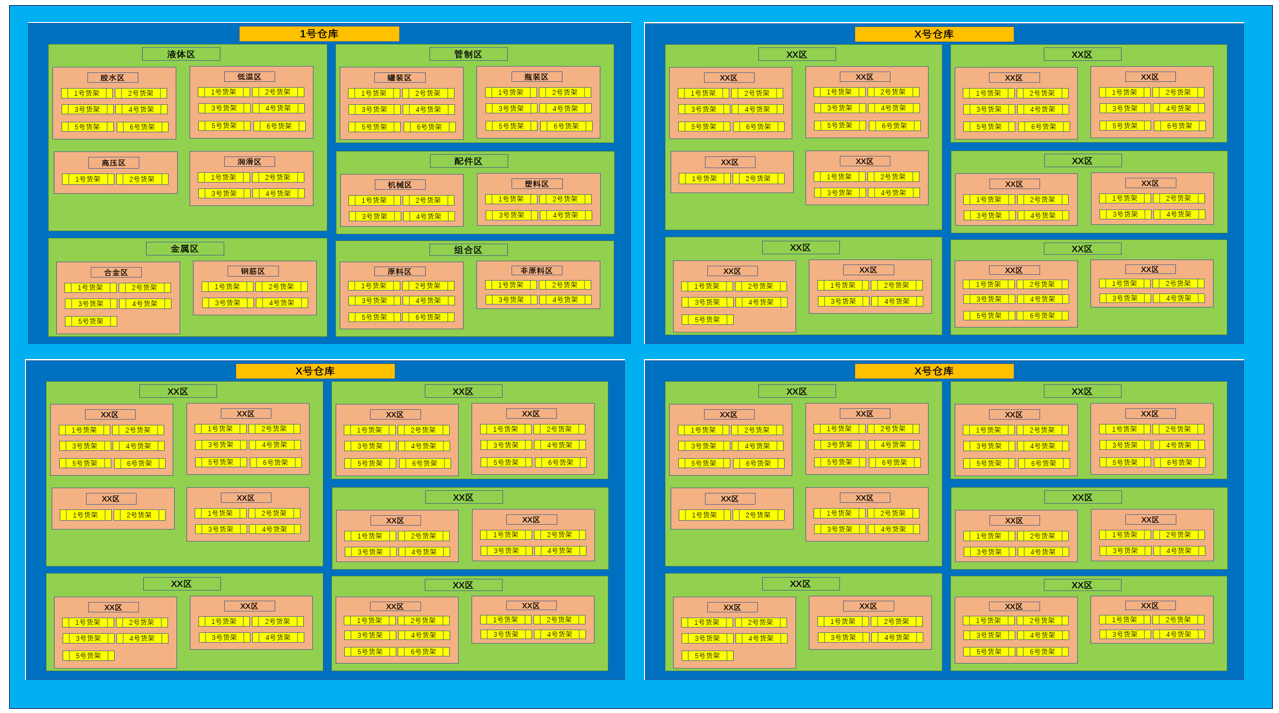 1号仓库
液体区
胶水区
1号货架 2号货架
3号货架 4号货架
5号货架 6号货架
低温区
1号货架 2号货架
3号货架 4号货架
5号货架 6号货架
高压区
1号货架 2号货架
润滑区
1号货架 2号货架
3号货架 4号货架
金属区
合金区
1号货架 2号货架
3号货架 4号货架
5号货架
钢筋区
1号货架 2号货架
3号货架 4号货架
管制区
罐装区
1号货架 2号货架
3号货架 4号货架
5号货架 6号货架
瓶装区
1号货架 2号货架
3号货架 4号货架
5号货架 6号货架
配件区
机械区
1号货架 2号货架
3号货架 4号货架
塑料区
1号货架 2号货架
3号货架 4号货架
组合区
原料区
1号货架 2号货架
3号货架 4号货架
5号货架 6号货架
非原料区
1号货架 2号货架
3号货架 4号货架
X号仓库
XX区
XX区
1号货架 2号货架
3号货架 4号货架
5号货架 6号货架
XX区
1号货架 2号货架
3号货架 4号货架
5号货架 6号货架
XX区
1号货架 2号货架
XX区
1号货架 2号货架
3号货架 4号货架
XX区
XX区
1号货架 2号货架
3号货架 4号货架
5号货架
XX区
1号货架 2号货架
3号货架 4号货架
XX区
XX区
1号货架 2号货架
3号货架 4号货架
5号货架 6号货架
XX区
1号货架 2号货架
3号货架 4号货架
5号货架 6号货架
XX区
XX区
1号货架 2号货架
3号货架 4号货架
XX区
1号货架 2号货架
3号货架 4号货架
XX区
XX区
1号货架 2号货架
3号货架 4号货架
5号货架 6号货架
XX区
1号货架 2号货架
3号货架 4号货架
X号仓库
XX区
XX区
1号货架 2号货架
3号货架 4号货架
5号货架 6号货架
XX区
1号货架 2号货架
3号货架 4号货架
5号货架 6号货架
XX区
1号货架 2号货架
XX区
1号货架 2号货架
3号货架 4号货架
XX区
XX区
1号货架 2号货架
3号货架 4号货架
5号货架
XX区
1号货架 2号货架
3号货架 4号货架
XX区
XX区
1号货架 2号货架
3号货架 4号货架
5号货架 6号货架
XX区
1号货架 2号货架
3号货架 4号货架
5号货架 6号货架
XX区
XX区
1号货架 2号货架
3号货架 4号货架
XX区
1号货架 2号货架
3号货架 4号货架
XX区
XX区
1号货架 2号货架
3号货架 4号货架
5号货架 6号货架
XX区
1号货架 2号货架
3号货架 4号货架
X号仓库
XX区
XX区
1号货架 2号货架
3号货架 4号货架
5号货架 6号货架
XX区
1号货架 2号货架
3号货架 4号货架
5号货架 6号货架
XX区
1号货架 2号货架
XX区
1号货架 2号货架
3号货架 4号货架
XX区
XX区
1号货架 2号货架
3号货架 4号货架
5号货架
XX区
1号货架 2号货架
3号货架 4号货架
XX区
XX区
1号货架 2号货架
3号货架 4号货架
5号货架 6号货架
XX区
1号货架 2号货架
3号货架 4号货架
5号货架 6号货架
XX区
XX区
1号货架 2号货架
3号货架 4号货架
XX区
1号货架 2号货架
3号货架 4号货架
XX区
XX区
1号货架 2号货架
3号货架 4号货架
5号货架 6号货架
XX区
1号货架 2号货架
3号货架 4号货架